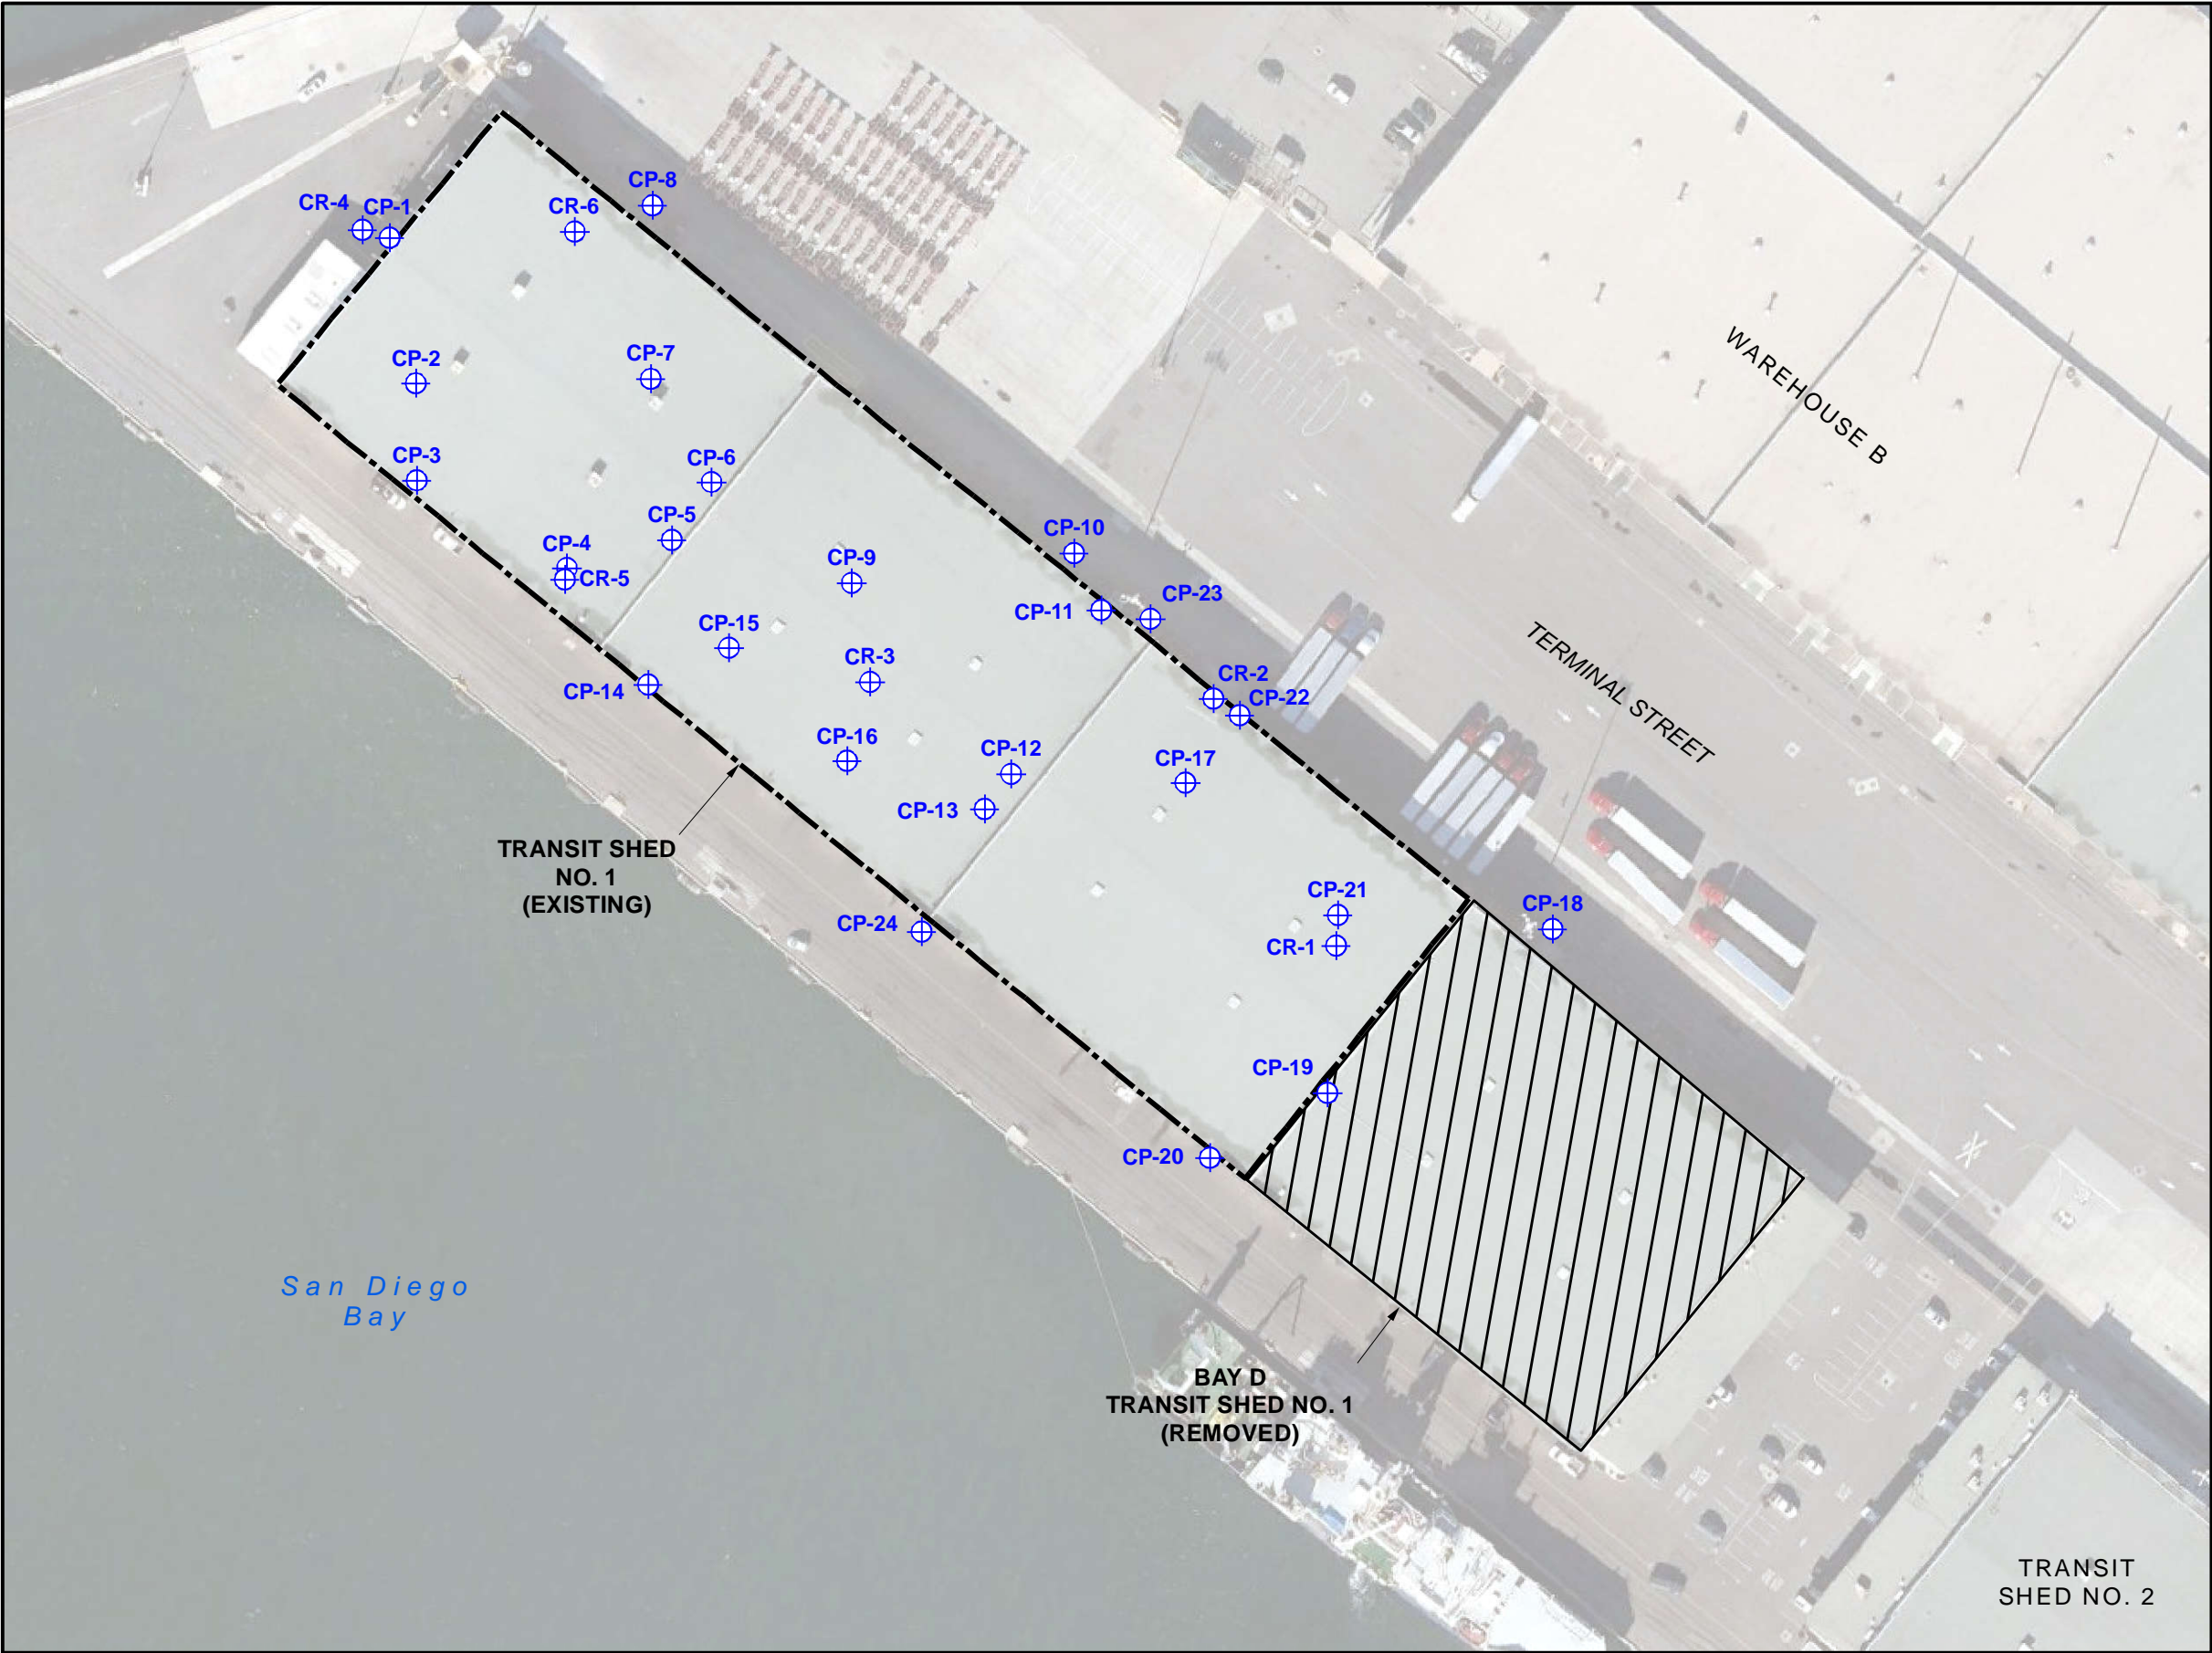 CP-8
CR-4
CP-1
CR-6
CP-2
CP-7
CP-3
CP-6
CP-5
CP-4
CR-5
CP-9
CP-10
CP-11
CP-23
CP-15
CR-3
CP-14
CR-2
CP-22
CP-16
CP-12
CP-17
CP-13
WAREHOUSE B
TERMINAL STREET
TRANSIT SHED
NO. 1
(EXISTING)
CP-24
CP-21
CR-1
CP-18
CP-19
CP-20
San Diego
Bay
BAY D
TRANSIT SHED NO. 1
(REMOVED)
TRANSIT
SHED NO. 2